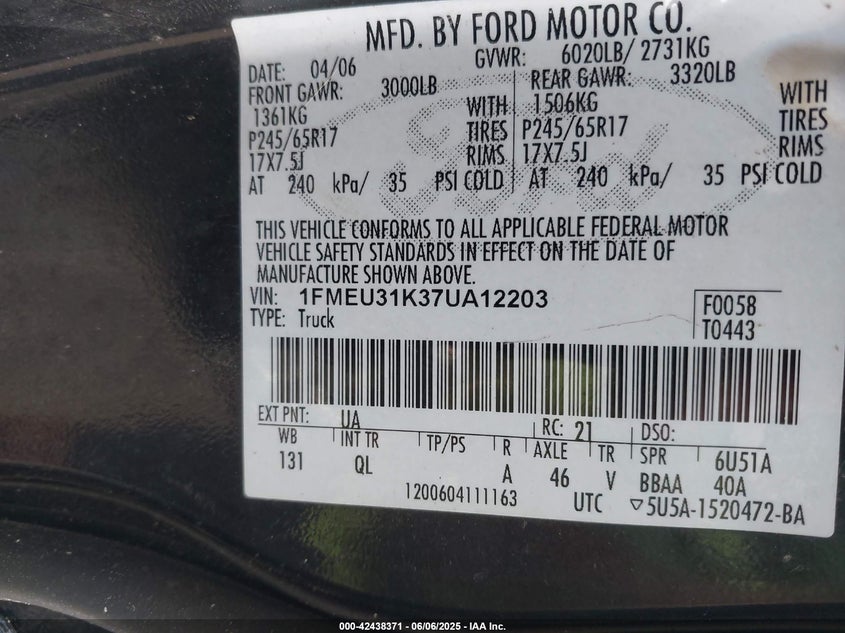 MFD. BY FORD MOTOR CO.
DATE: 04/06 GVWR: 6020LB/ 2731KG
FRONT GAWR: 3000LB REAR GAWR: 3320LB
1361KG WITH 1506KG WITH
P245/65R17 TIRES P245/65R17 TIRES
17X7.5J RIMS 17X7.5J RIMS
AT 240 kPa/ 35 PSI COLD AT 240 kPa/ 35 PSI COLD
THIS VEHICLE CONFORMS TO ALL APPLICABLE FEDERAL MOTOR
VEHICLE SAFETY STANDARDS IN EFFECT ON THE DATE OF
MANUFACTURE SHOWN ABOVE.
VIN: 1FMEU31K37UA12203 F0058
TYPE: Truck T0443
EXT PNT: UA RC: 21 DSO:
WB INT TR TP/PS R AXLE TR SPR 6U51A
131 QL A 46 V BBAA 40A
1200604111163 UTC ▽5U5A-1520472-BA
000-42438371 - 06/06/2025 - IAA Inc.